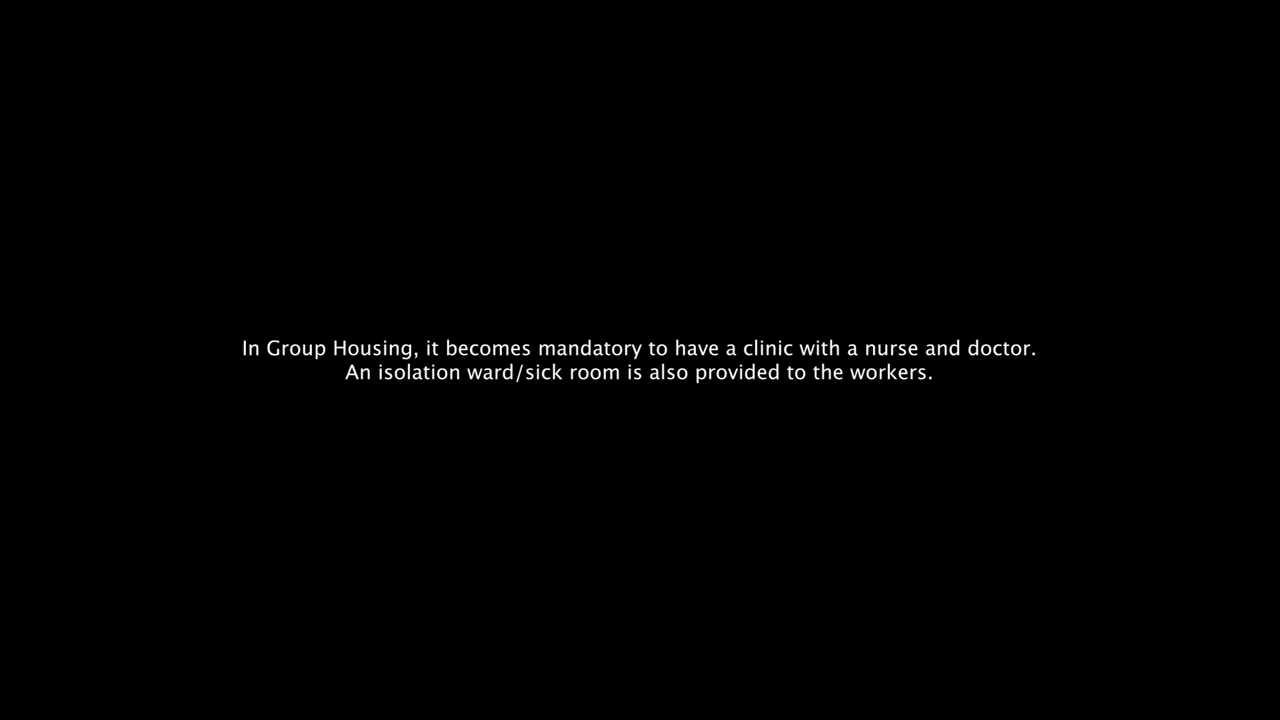 In Group Housing, it becomes mandatory to have a clinic with a nurse and doctor.
An isolation ward/sick room is also provided to the workers.